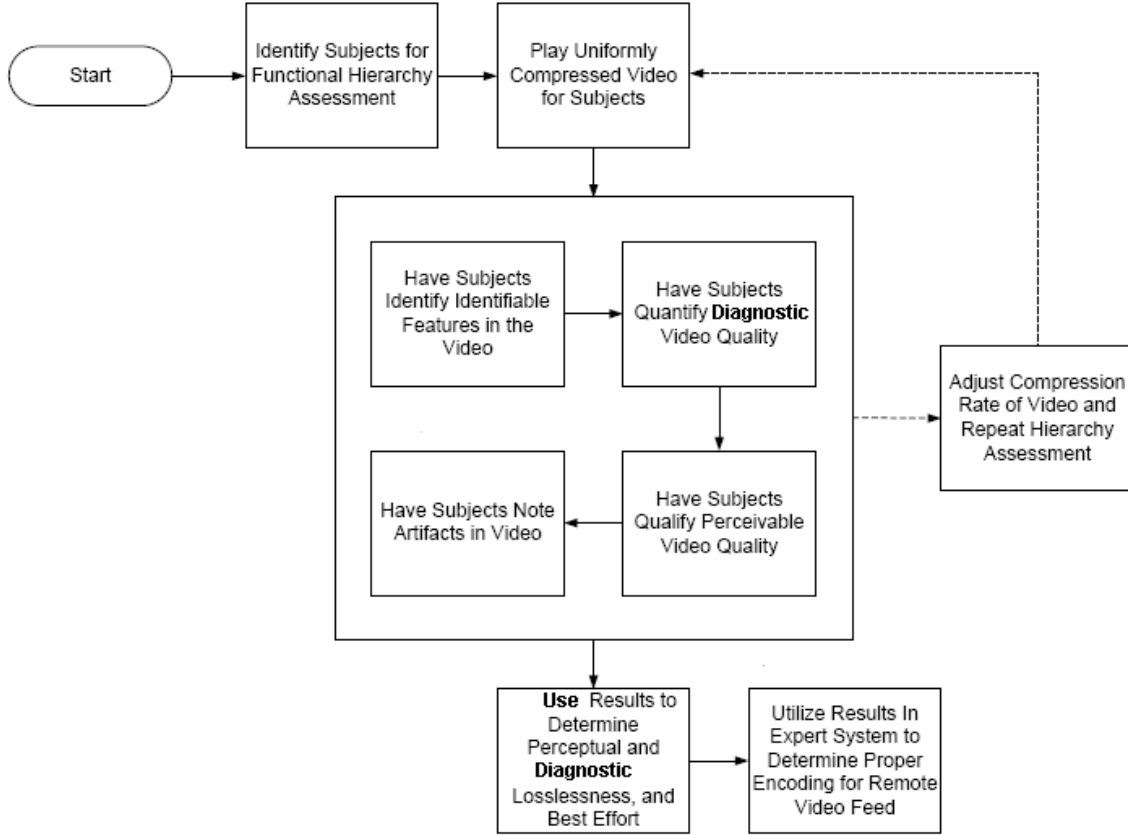 Start
Identify Subjects for
Functional Hierarchy
Assessment
Play Uniformly
Compressed Video
for Subjects
Have Subjects
Identify Identifiable
Features in the
Video
Have Subjects
Quantify Diagnostic
Video Quality
Adjust Compression
Rate of Video and
Repeat Hierarchy
Assessment
Have Subjects Note
Artifacts in Video
Have Subjects
Qualify Perceivable
Video Quality
Use Results to
Determine
Perceptual and
Diagnostic
Losslessness, and
Best Effort
Utilize Results In
Expert System to
Determine Proper
Encoding for Remote
Video Feed